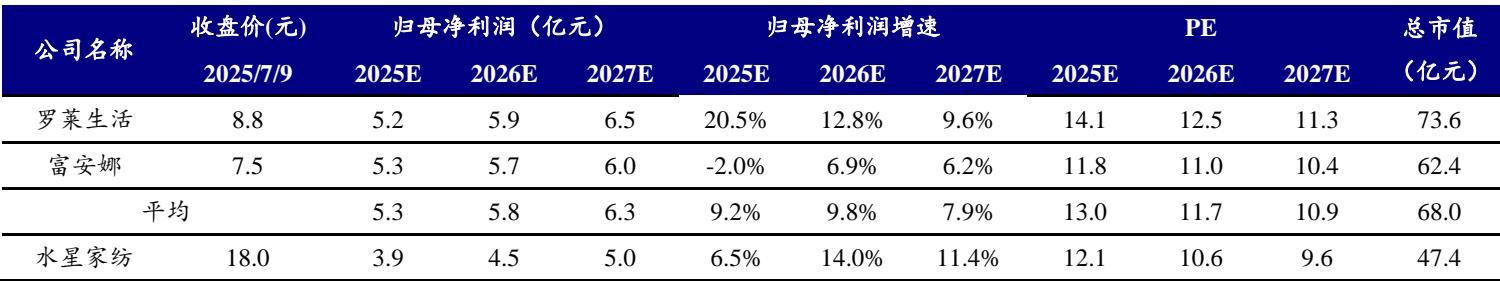 公司名称 收盘价(元) 归母净利润（亿元） 归母净利润增速 PE 总市值（亿元）
2025/7/9 2025E 2026E 2027E 2025E 2026E 2027E 2025E 2026E 2027E
罗莱生活 8.8 5.2 5.9 6.5 20.5% 12.8% 9.6% 14.1 12.5 11.3 73.6
富安娜 7.5 5.3 5.7 6.0 -2.0% 6.9% 6.2% 11.8 11.0 10.4 62.4
平均 5.3 5.8 6.3 9.2% 9.8% 7.9% 13.0 11.7 10.9 68.0
水星家纺 18.0 3.9 4.5 5.0 6.5% 14.0% 11.4% 12.1 10.6 9.6 47.4